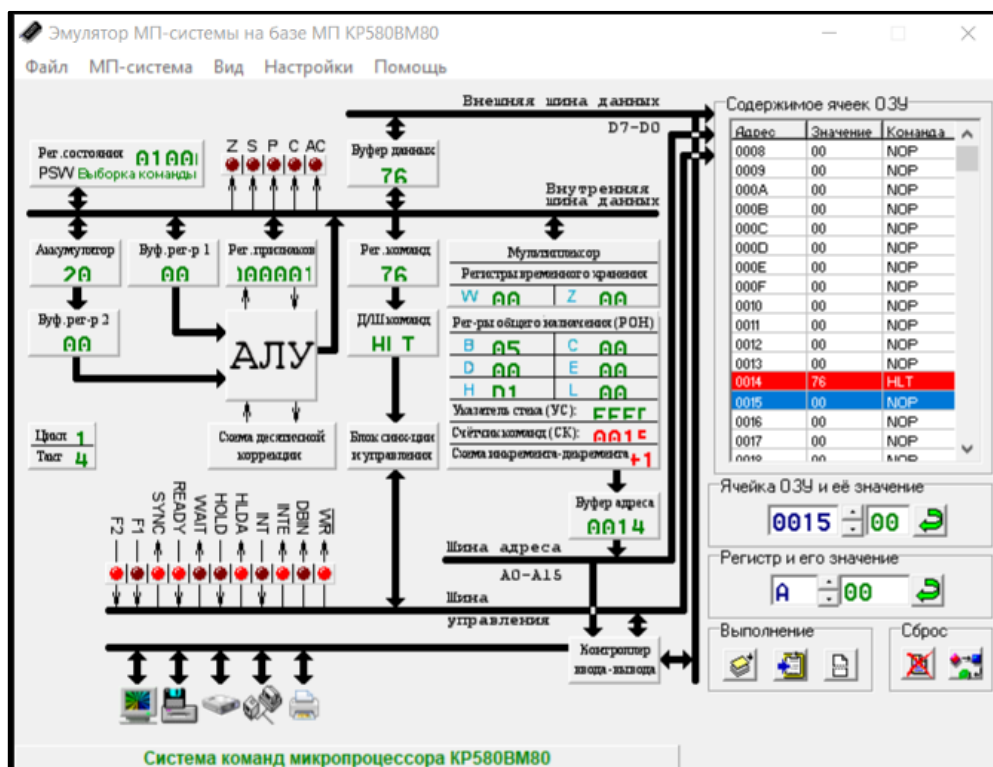 Эмулятор МП-системы на базе МП КР580ВМ80
Файл МП-система Вид Настройки Помощь
Внешняя шина данных
D7-D0
Рег.состояния
PSW Выборка команды
Z S P C AC
Буфер данных
76
Внутренняя
шина данных
Аккумулятор
20
Буф.рег-р 1
00
Рег.признаков
Рег.команд
76
Мультиплексор
Регистры временного хранения
W 00 Z 00
Буф.рег-р 2
00
АЛУ
Д/Ш команд
HLT
Рег-ры общего назначения (РОН)
B 05 C 00
D 00 E 00
H D1 L 00
Указатель стека (УС):
Счётчик команд (СК): 0015
Схема инкремента-декремента +1
Цикл 1
Такт 4
Схема десятичной
коррекции
Блок синх-ции
и управления
Буфер адреса
0014
F2 F1 SYNC READY WAIT HOLD HLDA INT INTE DBIN WR
Шина адреса
A0-A15
Шина
управления
Контроллер
ввода-вывода
Система команд микропроцессора КР580ВМ80
Содержимое ячеек ОЗУ
Адрес Значение Команда
0008 00 NOP
0009 00 NOP
000A 00 NOP
000B 00 NOP
000C 00 NOP
000D 00 NOP
000E 00 NOP
000F 00 NOP
0010 00 NOP
0011 00 NOP
0012 00 NOP
0013 00 NOP
0014 76 HLT
0015 00 NOP
0016 00 NOP
0017 00 NOP
0018 00 NOP
Ячейка ОЗУ и её значение
0015 00
Регистр и его значение
A 00
Выполнение
Сброс